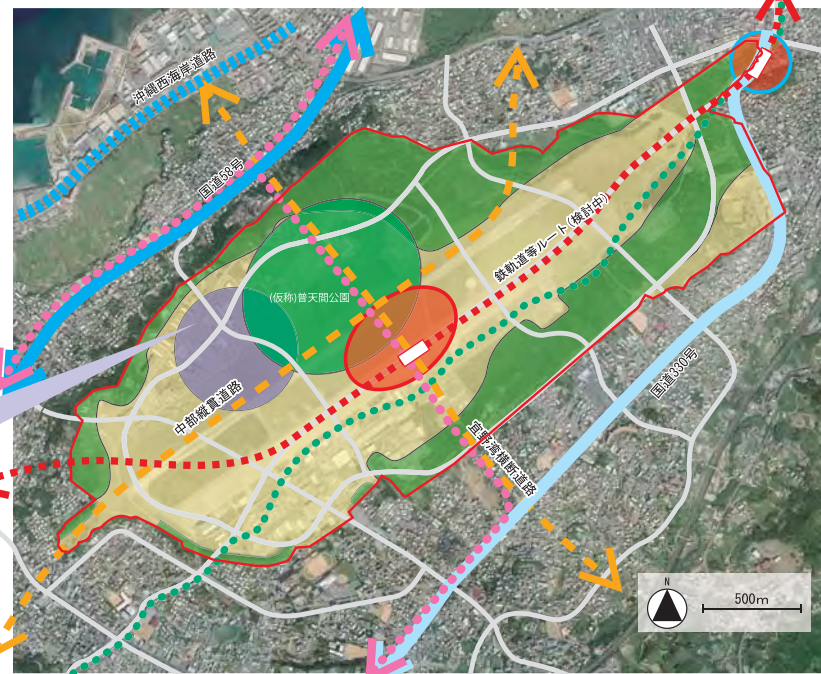 沖縄西海岸道路
国道58号
鉄軌道等ルート(検討中)
(仮称)普天間公園
中部縦貫道路
国道330号
宜野湾横断道路
N
500m